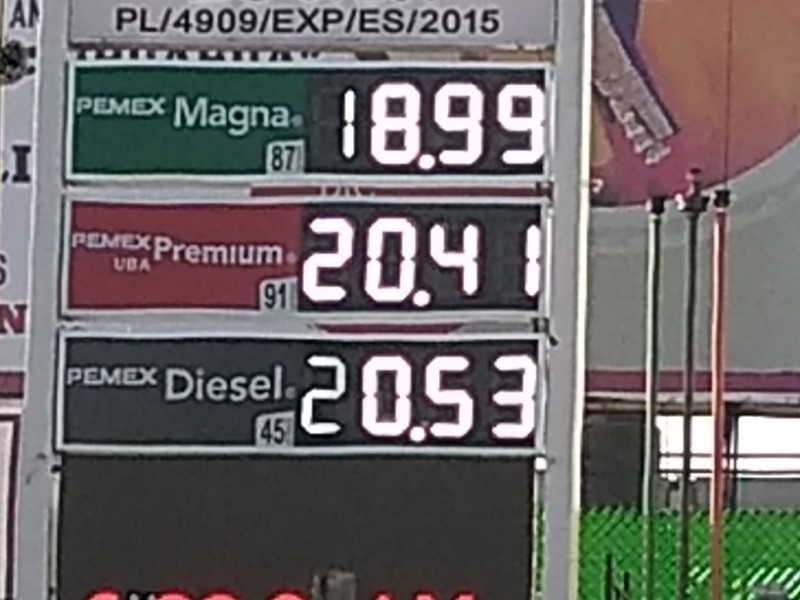 PL/4909/EXP/ES/2015
PEMEX Magna 18.99
87
PEMEX Premium 20.41
UBA
91
PEMEX Diesel 20.53
45